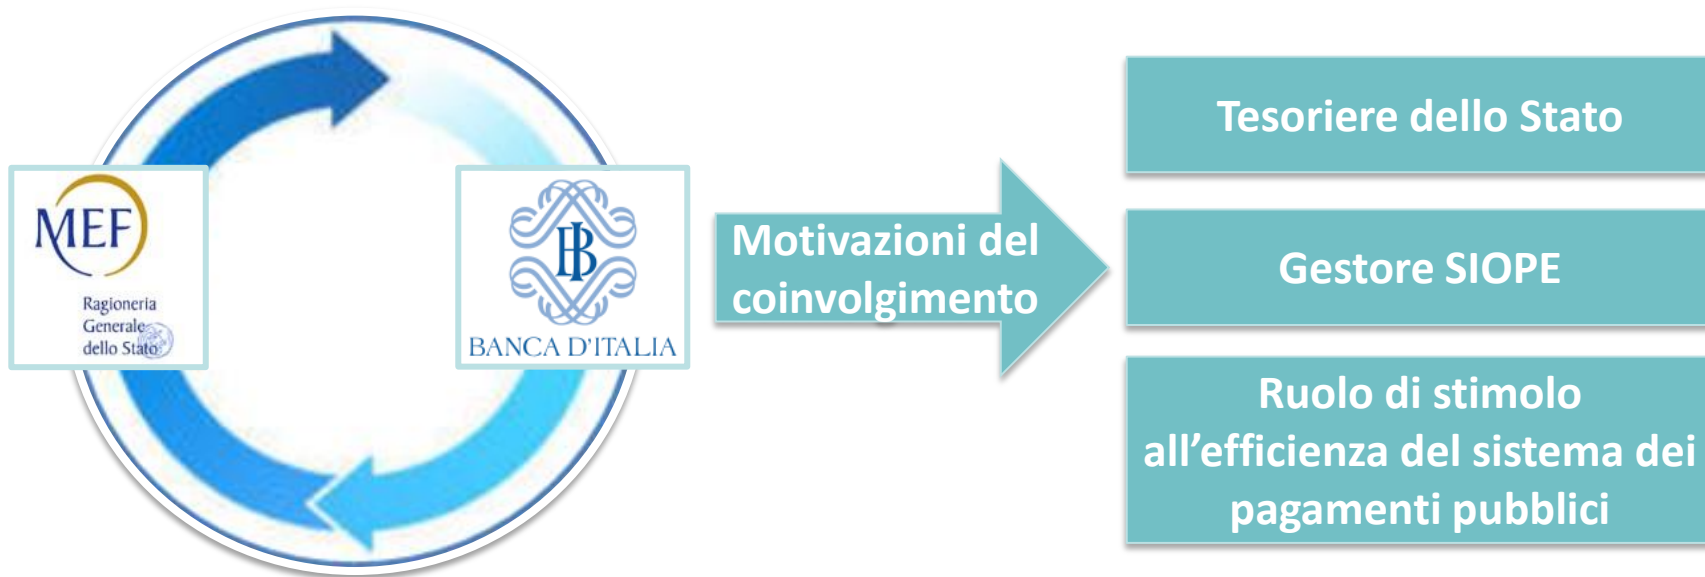 MEF
Ragioneria
Generale
dello Stato
BANCA D'ITALIA
Motivazioni del
coinvolgimento
Tesoriere dello Stato
Gestore SIOPE
Ruolo di stimolo
all’efficienza del sistema dei
pagamenti pubblici